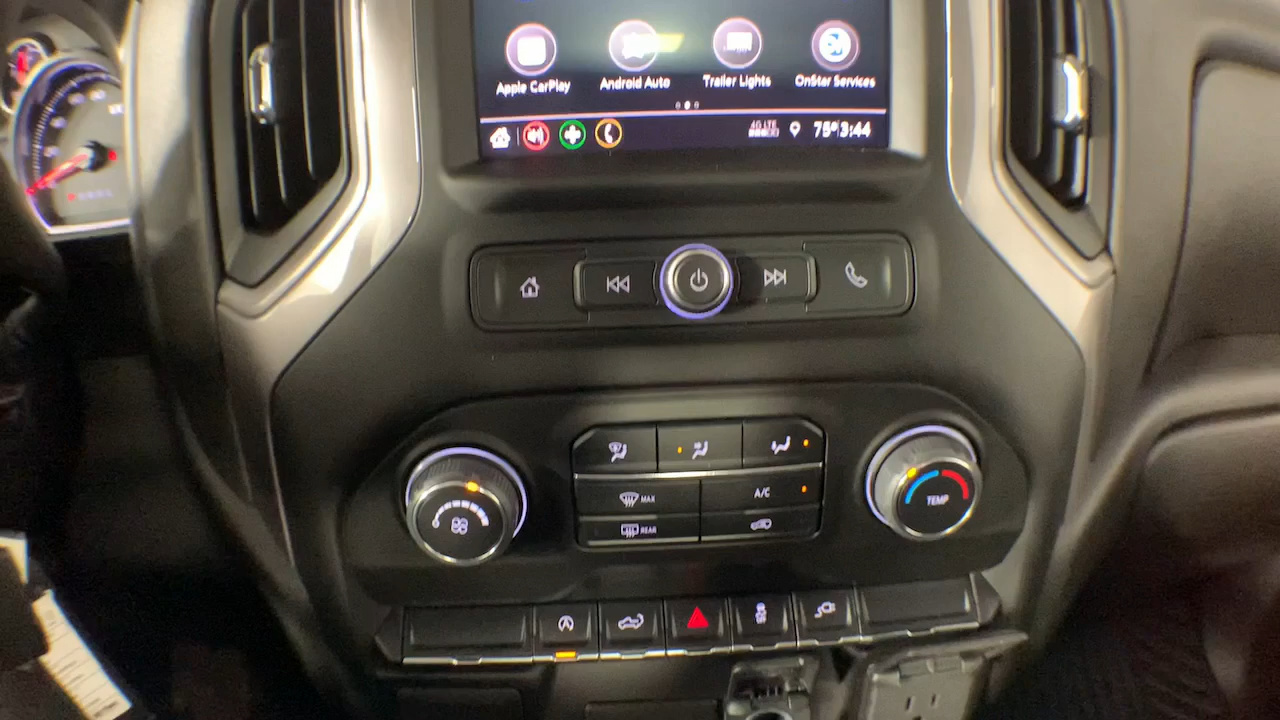 Apple CarPlay
Android Auto
Trailer Lights
OnStar Services
4G LTE
75° 3:44
MAX
A/C
REAR
TEMP